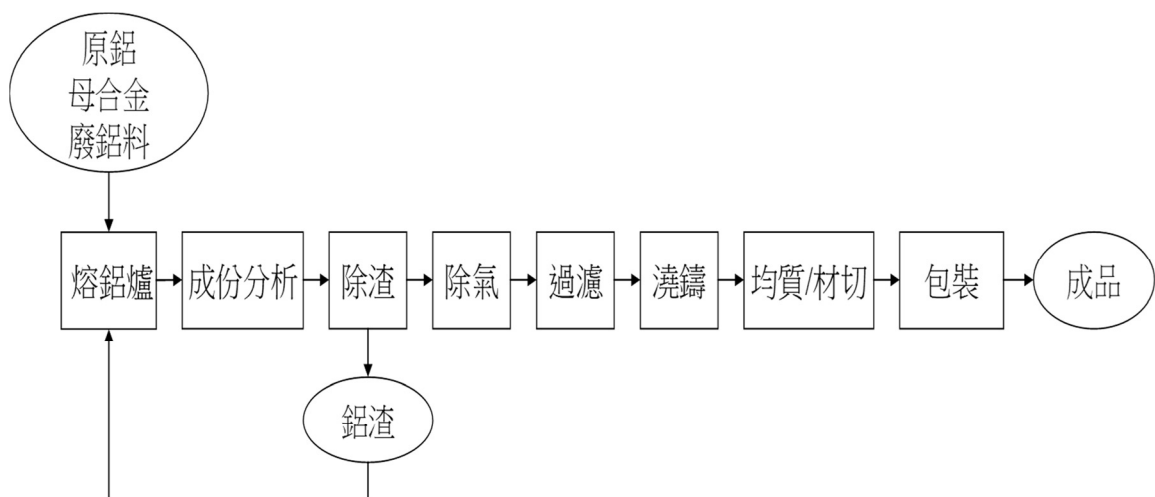 原鋁
母合金
廢鋁料
熔鋁爐
成份分析
除渣
除氣
過濾
澆鑄
均質/材切
包裝
成品
鋁渣